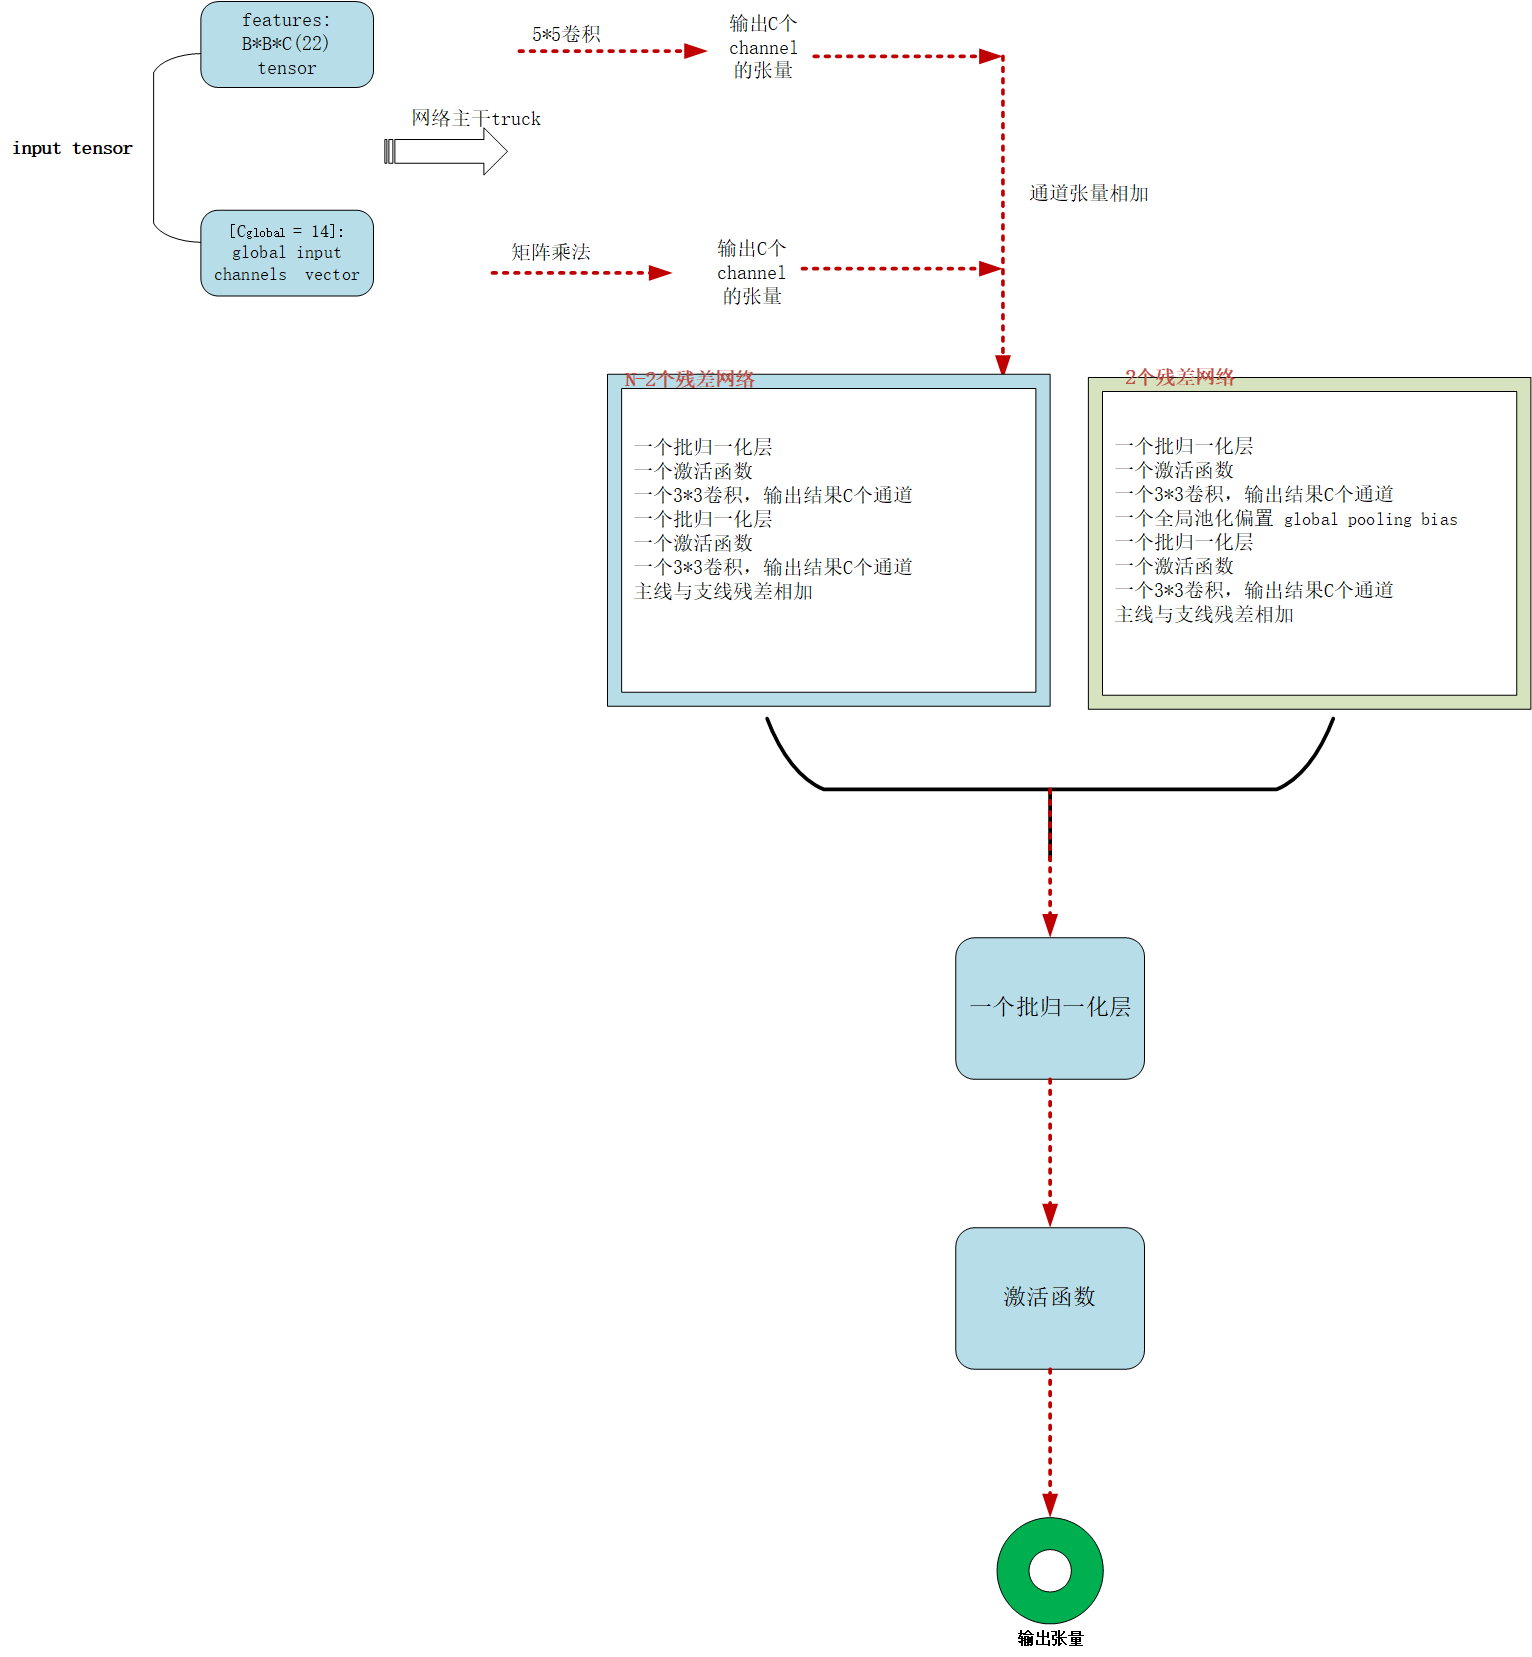 features:
B*B*C(22)
tensor
5*5卷积
输出C个
channel
的张量
网络主干truck
input tensor
通道张量相加
[Cglobal = 14]:
global input
channels vector
矩阵乘法
输出C个
channel
的张量
N-2个残差网络
一个批归一化层
一个激活函数
一个3*3卷积，输出结果C个通道
一个批归一化层
一个激活函数
一个3*3卷积，输出结果C个通道
主线与支线残差相加
2个残差网络
一个批归一化层
一个激活函数
一个3*3卷积，输出结果C个通道
一个全局池化偏置 global pooling bias
一个批归一化层
一个激活函数
一个3*3卷积，输出结果C个通道
主线与支线残差相加
一个批归一化层
激活函数
输出张量